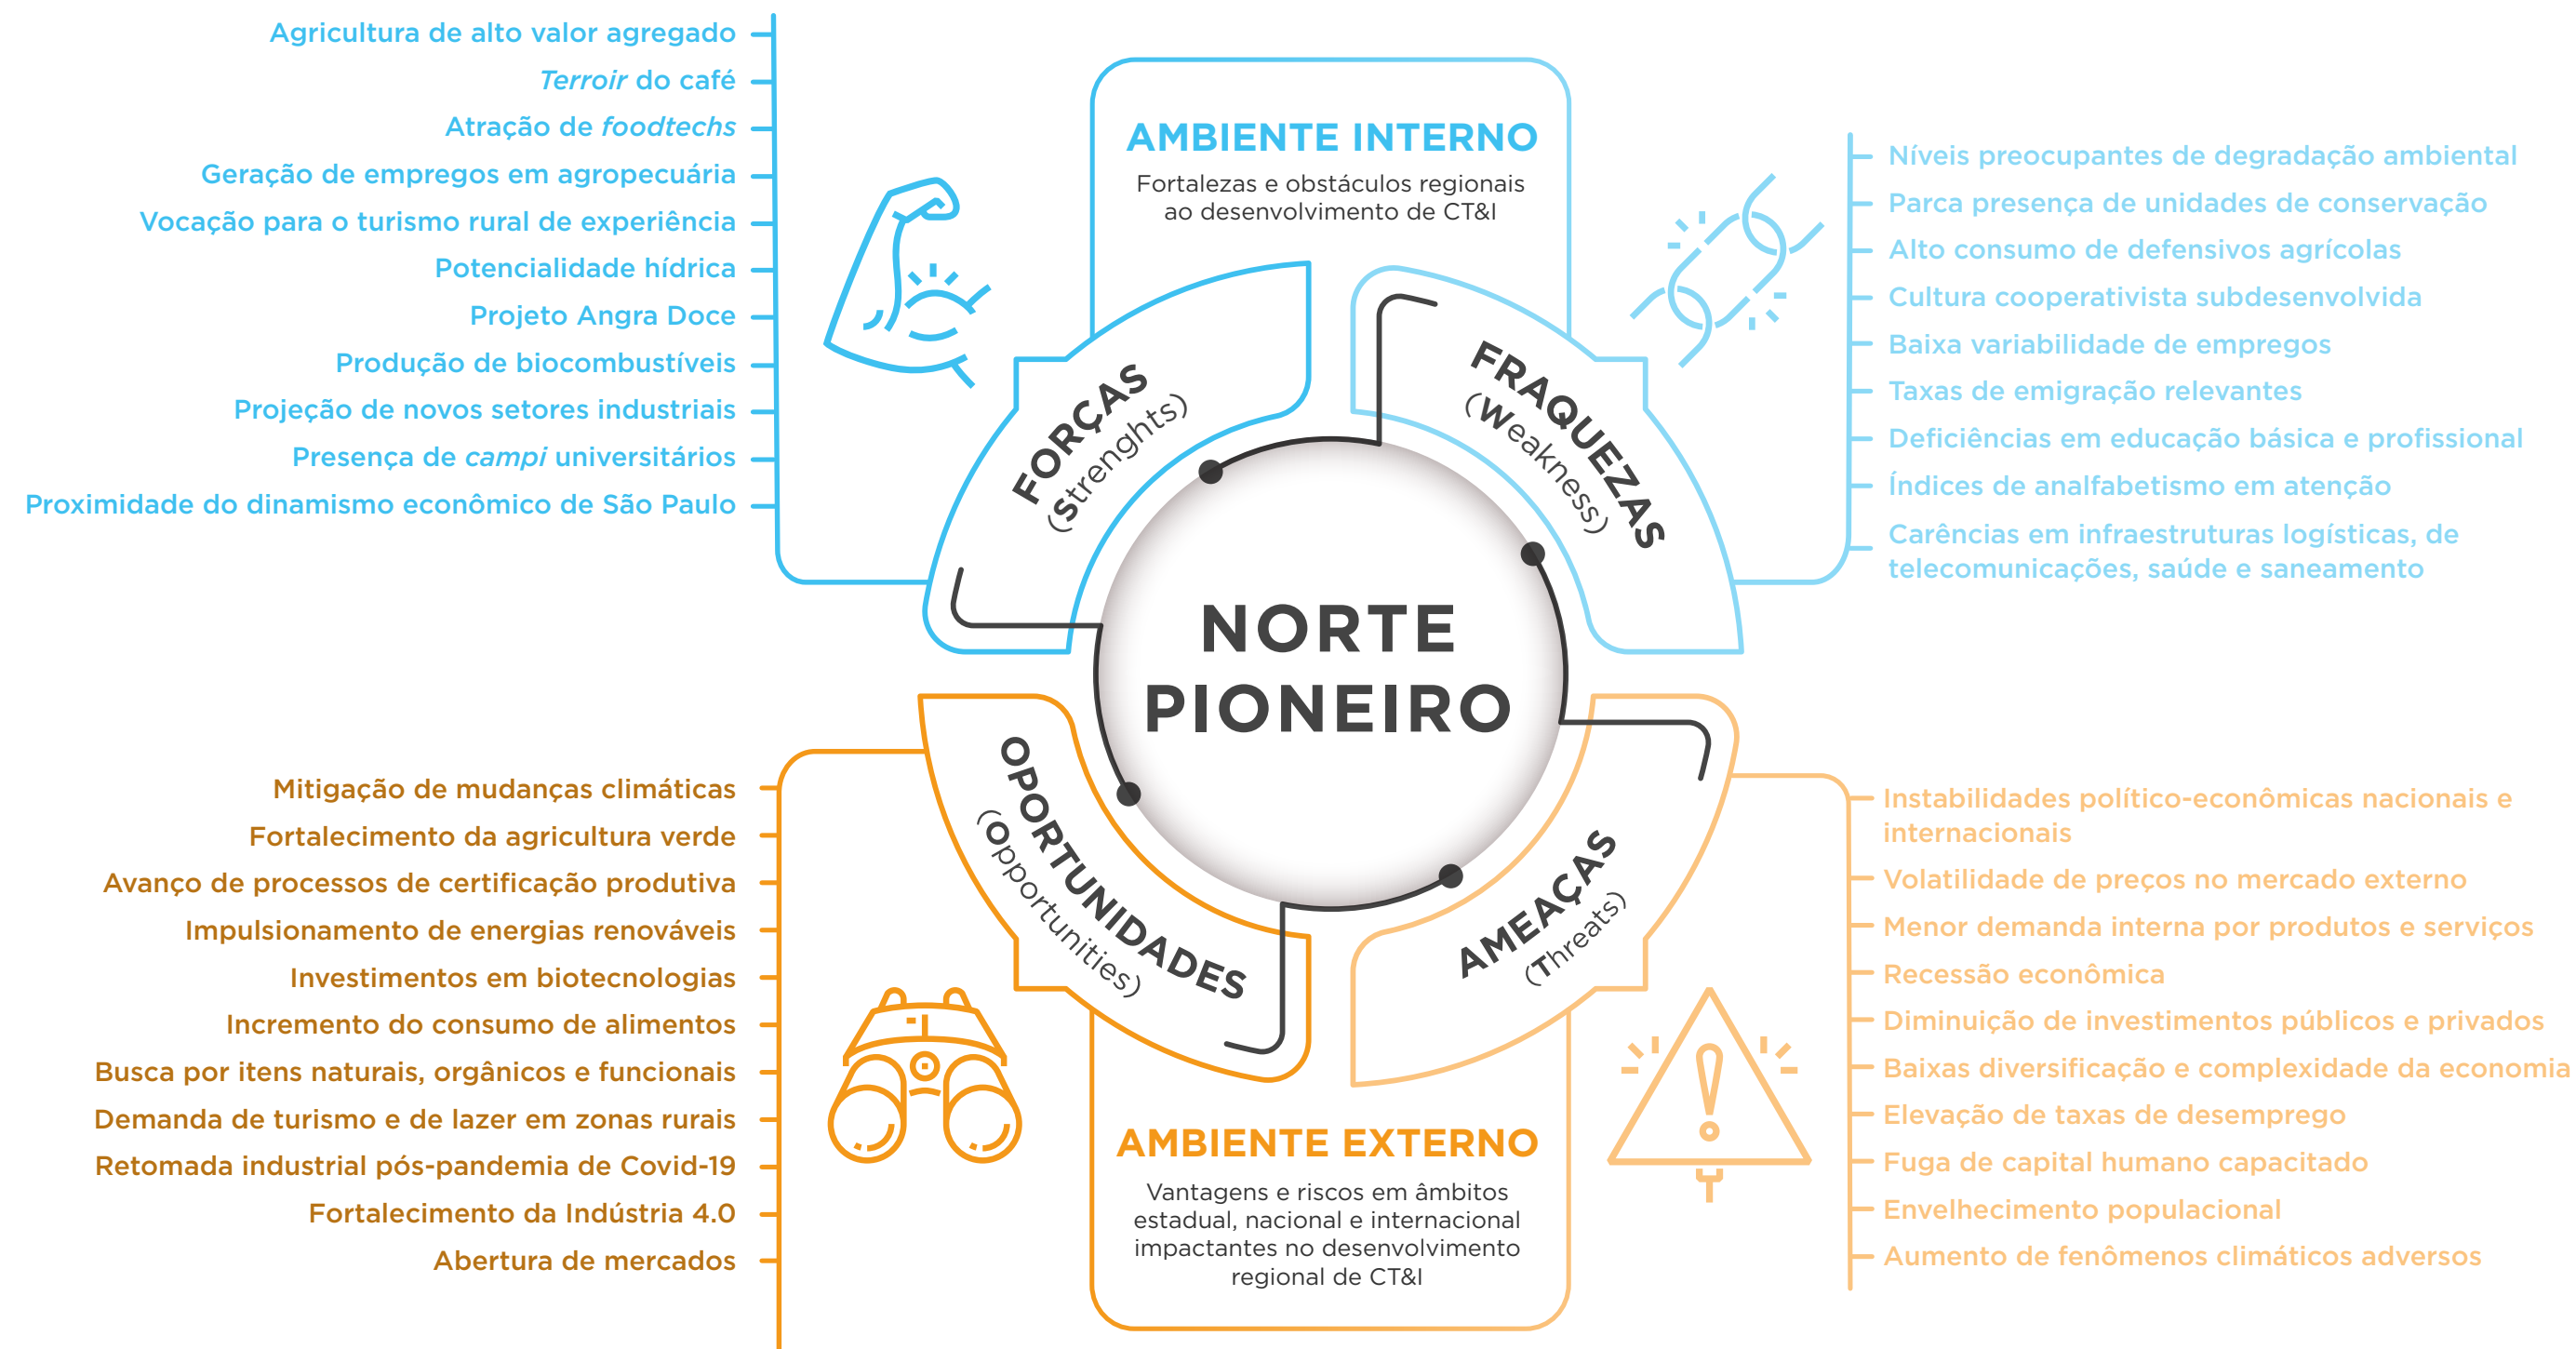 Agricultura de alto valor agregado
Terroir do café
Atração de foodtechs
Geração de empregos em agropecuária
Vocação para o turismo rural de experiência
Potencialidade hídrica
Projeto Angra Doce
Produção de biocombustíveis
Projeção de novos setores industriais
Presença de campi universitários
Proximidade do dinamismo econômico de São Paulo
AMBIENTE INTERNO
Fortalezas e obstáculos regionais
ao desenvolvimento de CT&I
FORÇAS
(Strenghts)
FRAQUEZAS
(Weakness)
Níveis preocupantes de degradação ambiental
Parca presença de unidades de conservação
Alto consumo de defensivos agrícolas
Cultura cooperativista subdesenvolvida
Baixa variabilidade de empregos
Taxas de emigração relevantes
Deficiências em educação básica e profissional
Índices de analfabetismo em atenção
Carências em infraestruturas logísticas, de
telecomunicações, saúde e saneamento
NORTE
PIONEIRO
Mitigação de mudanças climáticas
Fortalecimento da agricultura verde
Avanço de processos de certificação produtiva
Impulsionamento de energias renováveis
Investimentos em biotecnologias
Incremento do consumo de alimentos
Busca por itens naturais, orgânicos e funcionais
Demanda de turismo e de lazer em zonas rurais
Retomada industrial pós-pandemia de Covid-19
Fortalecimento da Indústria 4.0
Abertura de mercados
OPORTUNIDADES
(Opportunities)
AMEAÇAS
(Threats)
AMBIENTE EXTERNO
Vantagens e riscos em âmbitos
estadual, nacional e internacional
impactantes no desenvolvimento
regional de CT&I
Instabilidades político-econômicas nacionais e
internacionais
Volatilidade de preços no mercado externo
Menor demanda interna por produtos e serviços
Recessão econômica
Diminuição de investimentos públicos e privados
Baixas diversificação e complexidade da economia
Elevação de taxas de desemprego
Fuga de capital humano capacitado
Envelhecimento populacional
Aumento de fenômenos climáticos adversos